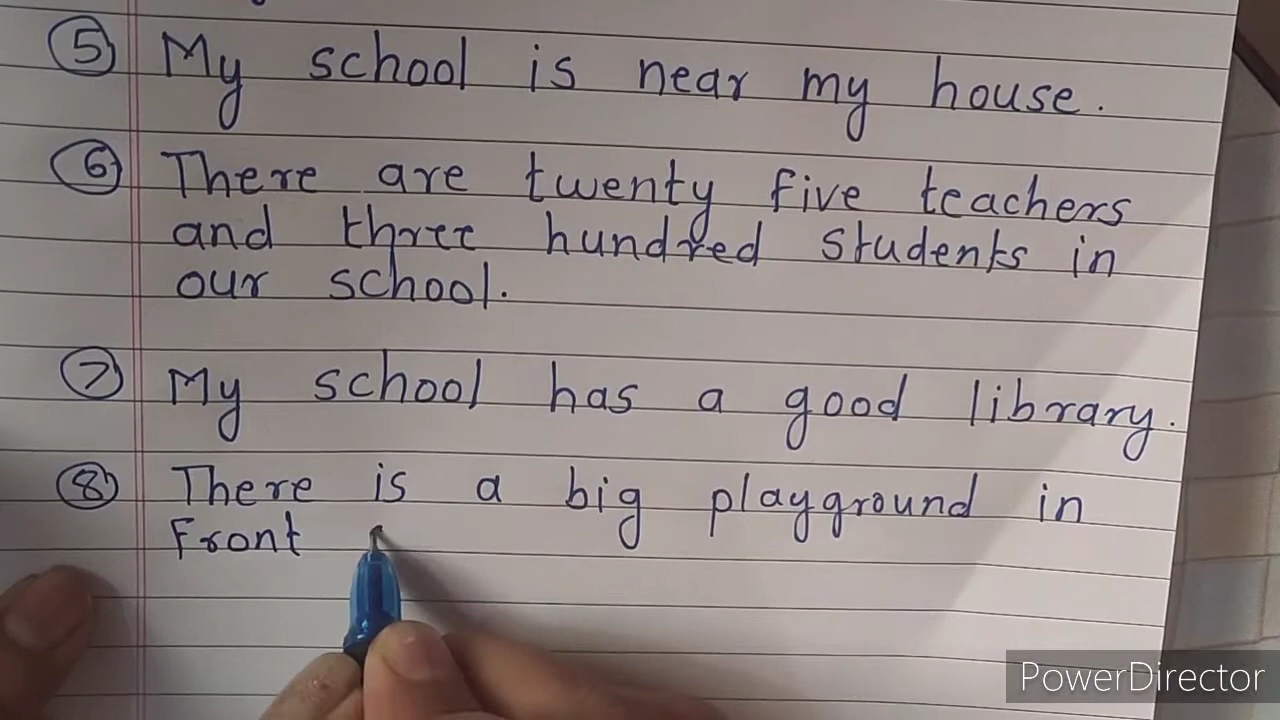 5 My school is near my house.
6 There are twenty five teachers
and three hundred students in
our school.
7 My school has a good library.
8 There is a big playground in
Front
PowerDirector